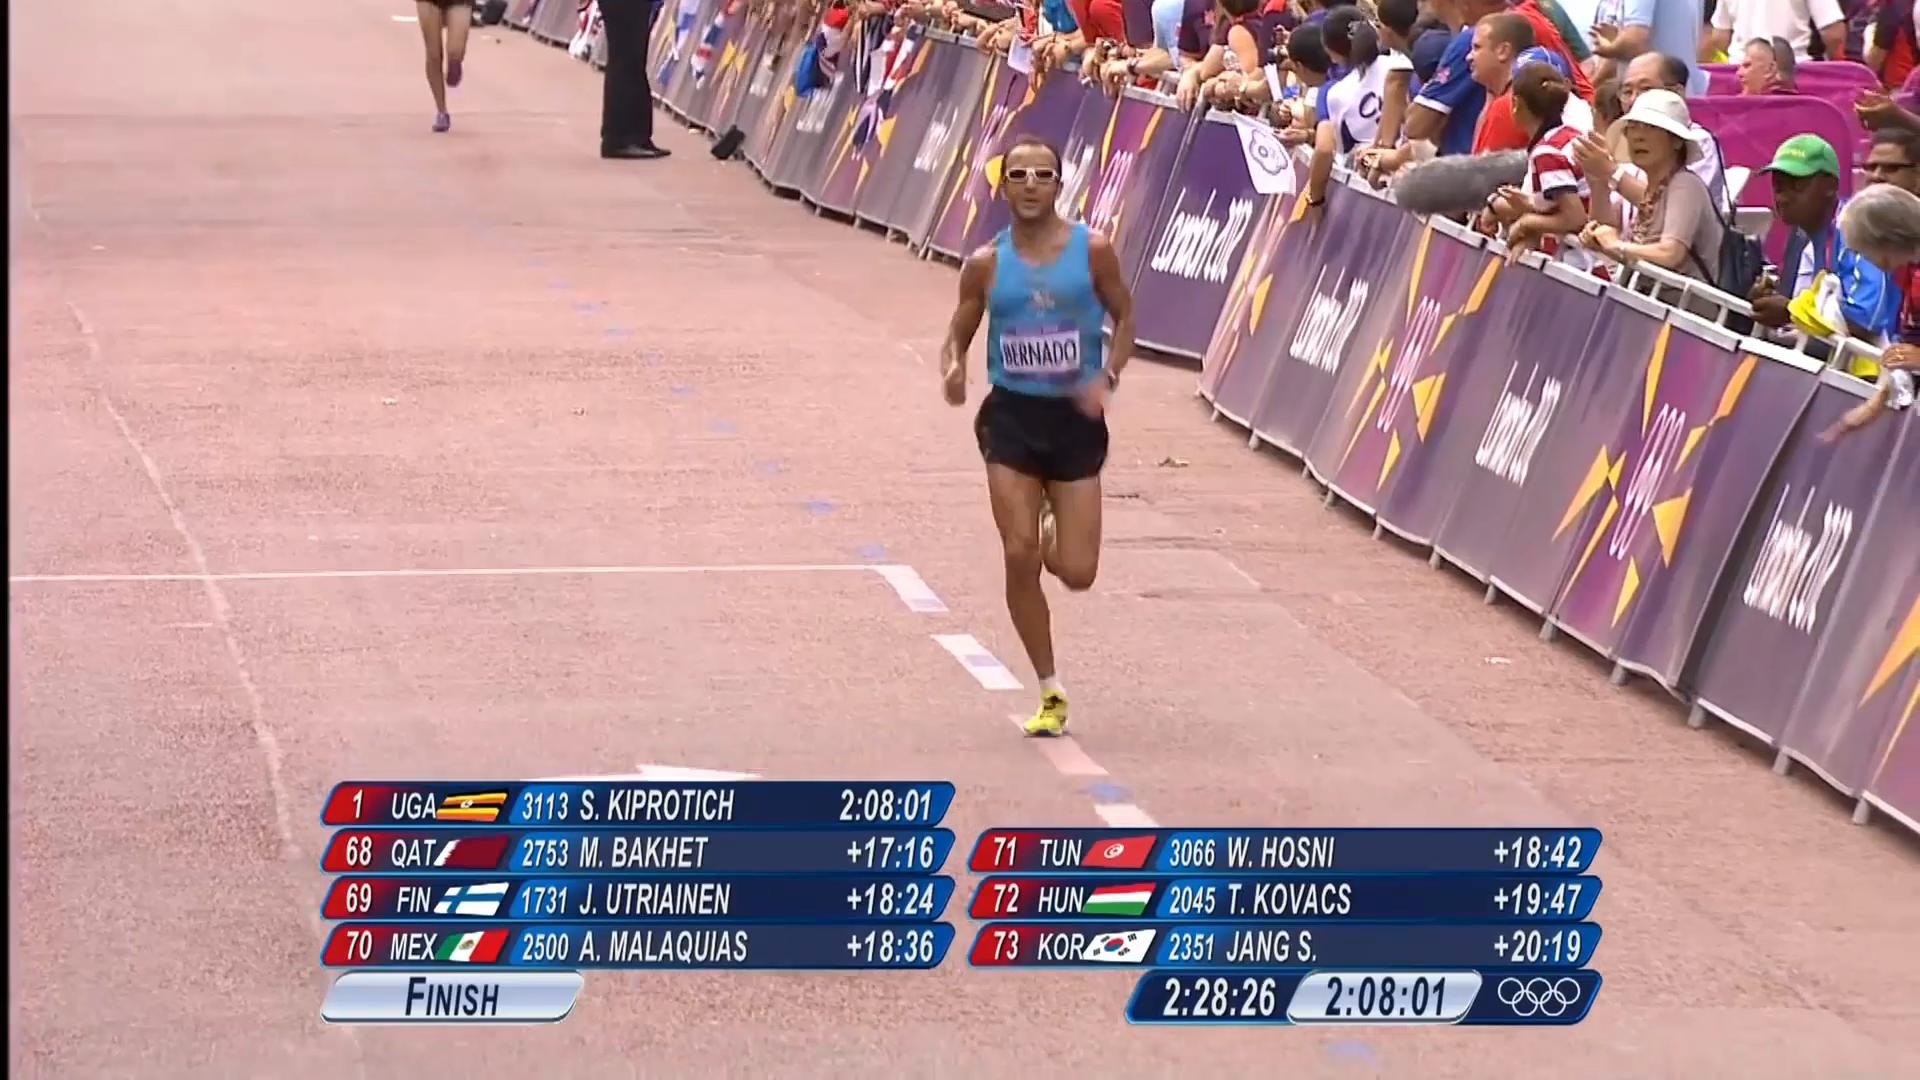 BERNADO
London 2012
London 2012
London 2012
London 2012
1 UGA 3113 S. KIPROTICH 2:08:01
68 QAT 2753 M. BAKHET +17:16
69 FIN 1731 J. UTRIAINEN +18:24
70 MEX 2500 A. MALAQUIAS +18:36
71 TUN 3066 W. HOSNI +18:42
72 HUN 2045 T. KOVACS +19:47
73 KOR 2351 JANG S. +20:19
FINISH
2:28:26 2:08:01